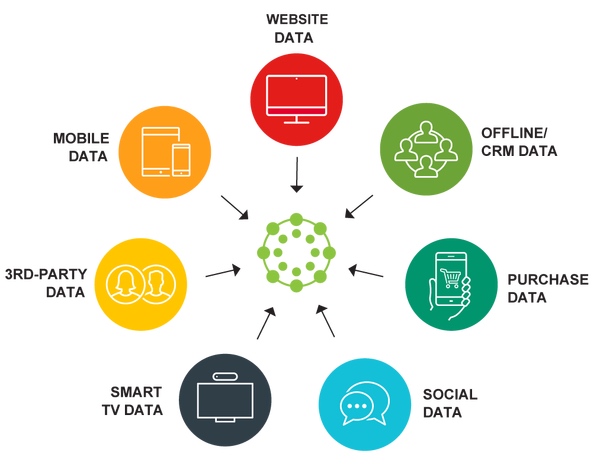 WEBSITE
DATA
MOBILE
DATA
OFFLINE/
CRM DATA
3RD-PARTY
DATA
PURCHASE
DATA
SMART
TV DATA
SOCIAL
DATA